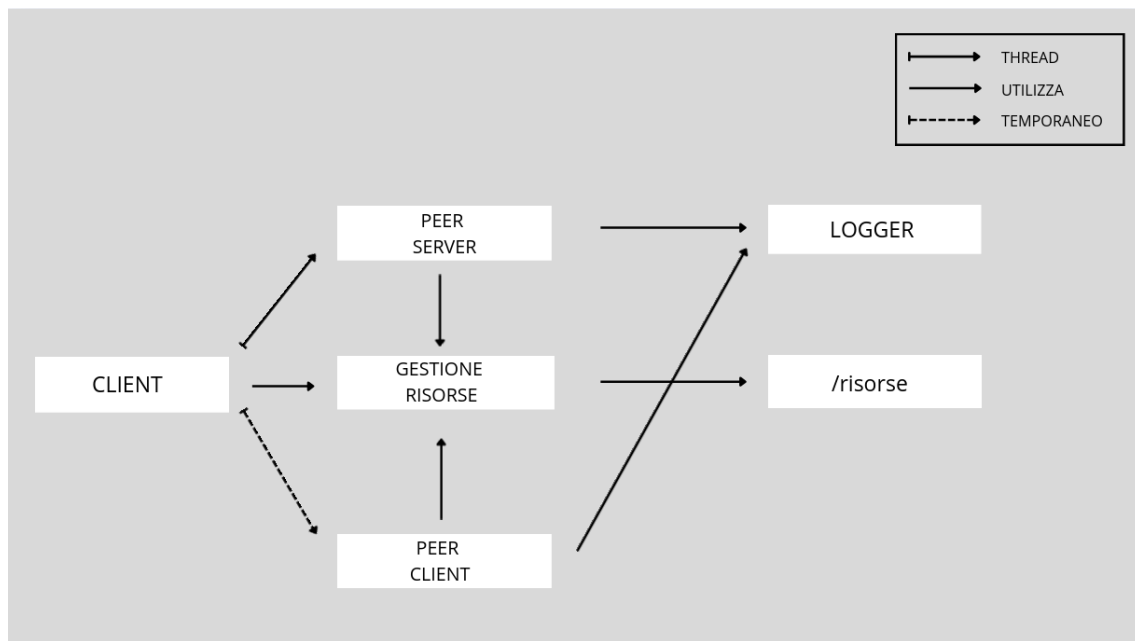 THREAD
UTILIZZA
TEMPORANEO
PEER
SERVER
LOGGER
CLIENT
GESTIONE
RISORSE
/risorse
PEER
CLIENT